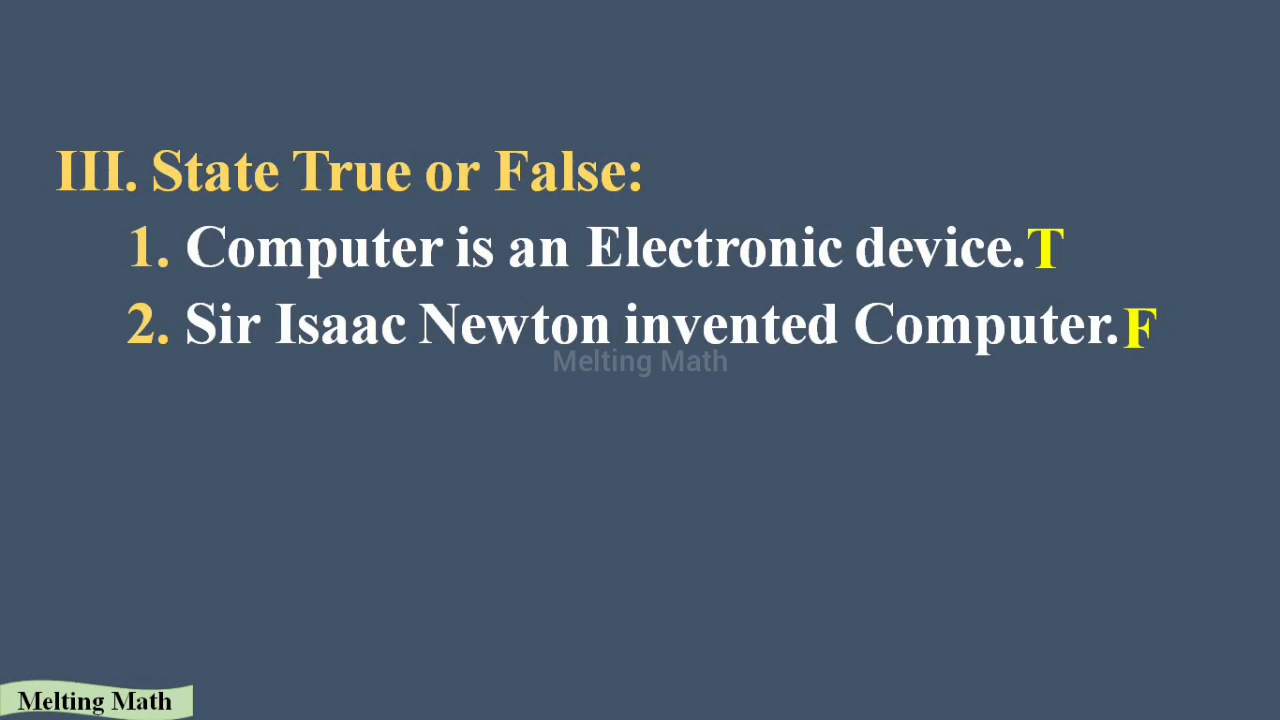 III. State True or False:
1. Computer is an Electronic device.T
2. Sir Isaac Newton invented Computer.F
Melting Math
Melting Math